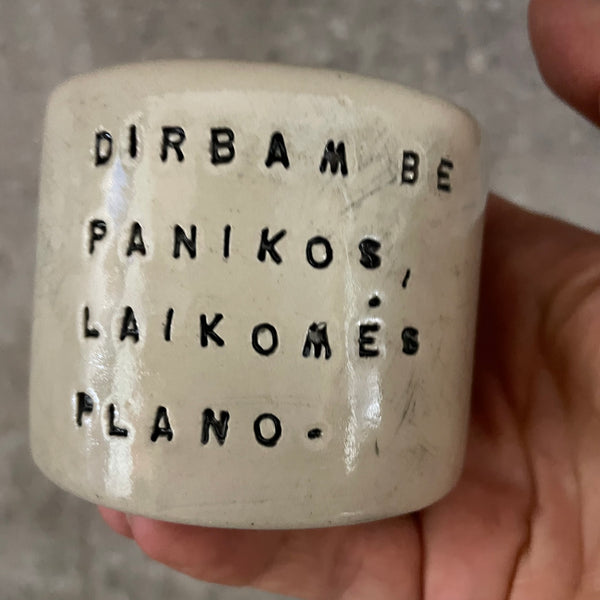 DIRBAM BE
PANIKOS,
LAIKOMĖS
PLANO.